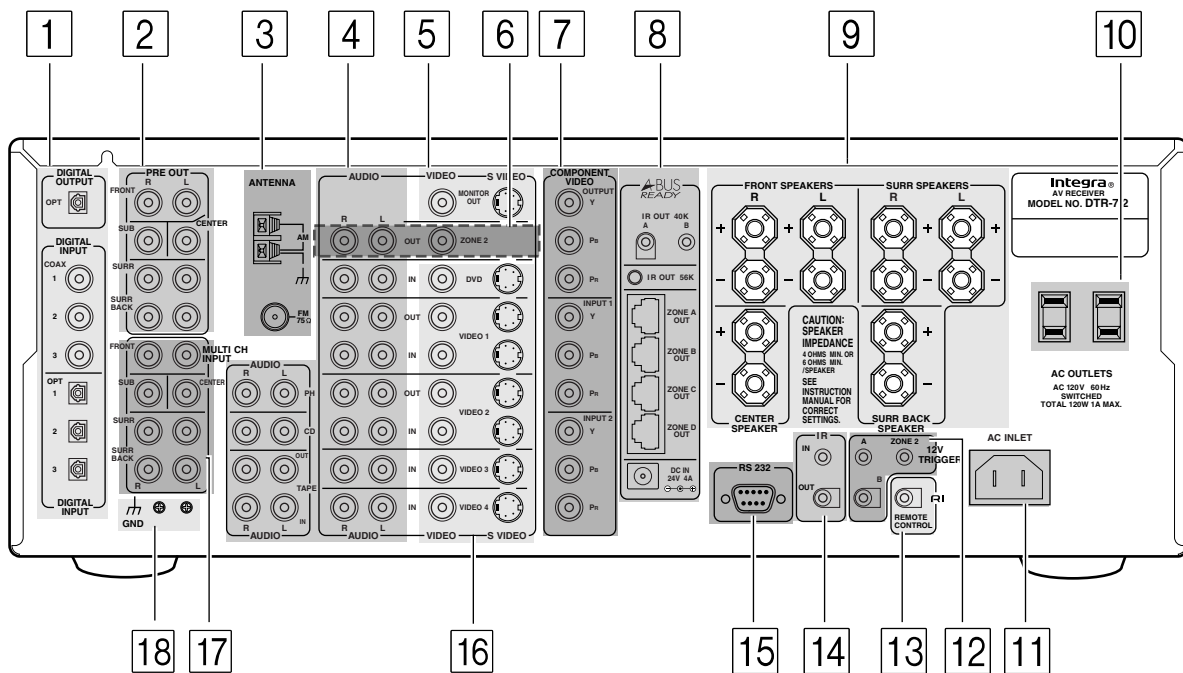 1 2 3 4 5 6 7 8 9 10
DIGITAL
OUTPUT
OPT
DIGITAL
INPUT
COAX
1
2
3
OPT
1
2
3
DIGITAL
INPUT
PRE OUT
R L
FRONT
SUB CENTER
SURR
SURR
BACK
FRONT MULTI CH
INPUT
SUB CENTER
SURR
SURR
BACK
R L
GND
ANTENNA
AM
FM
75Ω
AUDIO
R L
PH
CD
OUT
TAPE
IN
R L
AUDIO
AUDIO VIDEO S VIDEO
MONITOR
OUT
R L
OUT ZONE 2
IN DVD
OUT
VIDEO 1
IN
OUT
VIDEO 2
IN
IN VIDEO 3
IN VIDEO 4
R L
AUDIO VIDEO S VIDEO
COMPONENT
VIDEO
OUTPUT
Y
PB
PR
INPUT 1
Y
PB
PR
INPUT 2
Y
PB
PR
A-BUS
READY
IR OUT 40K
A B
IR OUT 56K
ZONE A
OUT
ZONE B
OUT
ZONE C
OUT
ZONE D
OUT
DC IN
24V 4A
FRONT SPEAKERS
R L
SURR SPEAKERS
R L
+ + + +
− − − −
+ +
− −
CAUTION:
SPEAKER
IMPEDANCE
4 OHMS MIN. OR
6 OHMS MIN.
/SPEAKER
SEE
INSTRUCTION
MANUAL FOR
CORRECT
SETTINGS.
CENTER
SPEAKER
SURR BACK
SPEAKER
Integra®
AV RECEIVER
MODEL NO. DTR-7.2
AC OUTLETS
AC 120V 60Hz
SWITCHED
TOTAL 120W 1A MAX.
RS 232
IR
IN
OUT
A ZONE 2
12V
TRIGGER
B
RI
REMOTE
CONTROL
AC INLET
18 17 16 15 14 13 12 11